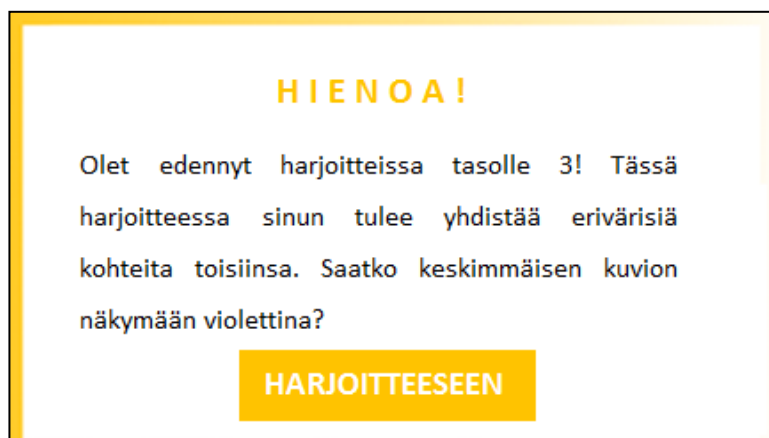 HIENOA!
Olet edennyt harjoitteissa tasolle 3! Tässä
harjoitteessa sinun tulee yhdistää erivärisiä
kohteita toisiinsa. Saatko keskimmäisen kuvion
näkymään violettina?
HARJOITTEESEEN